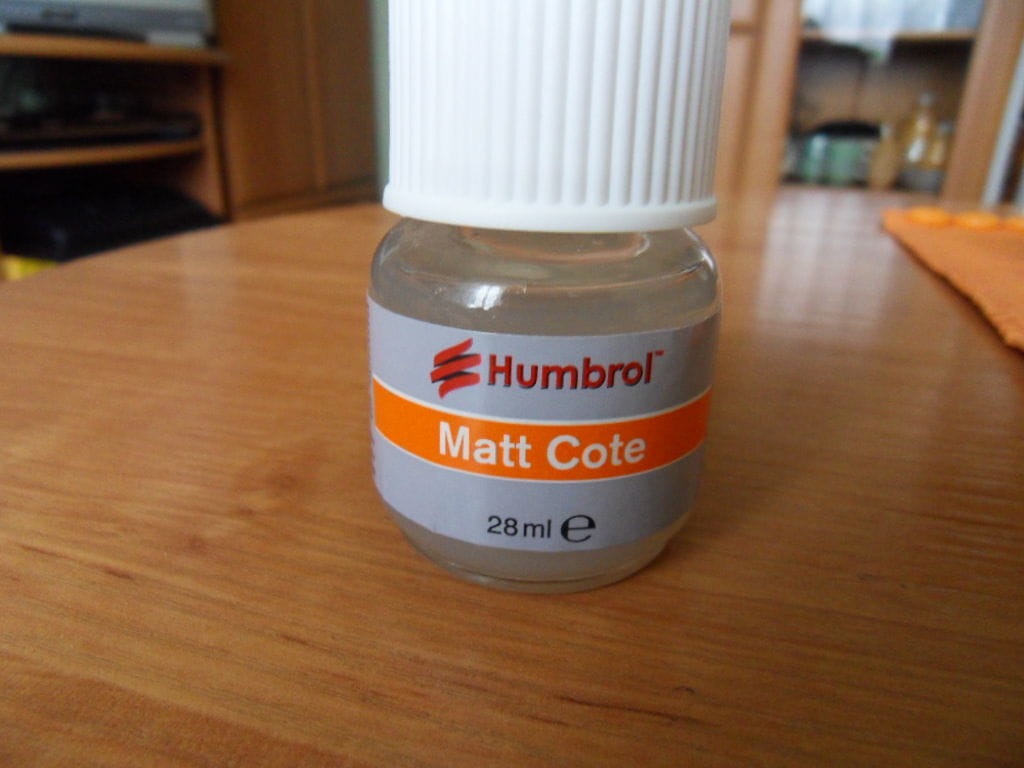 Humbrol™
Matt Cote
28ml e